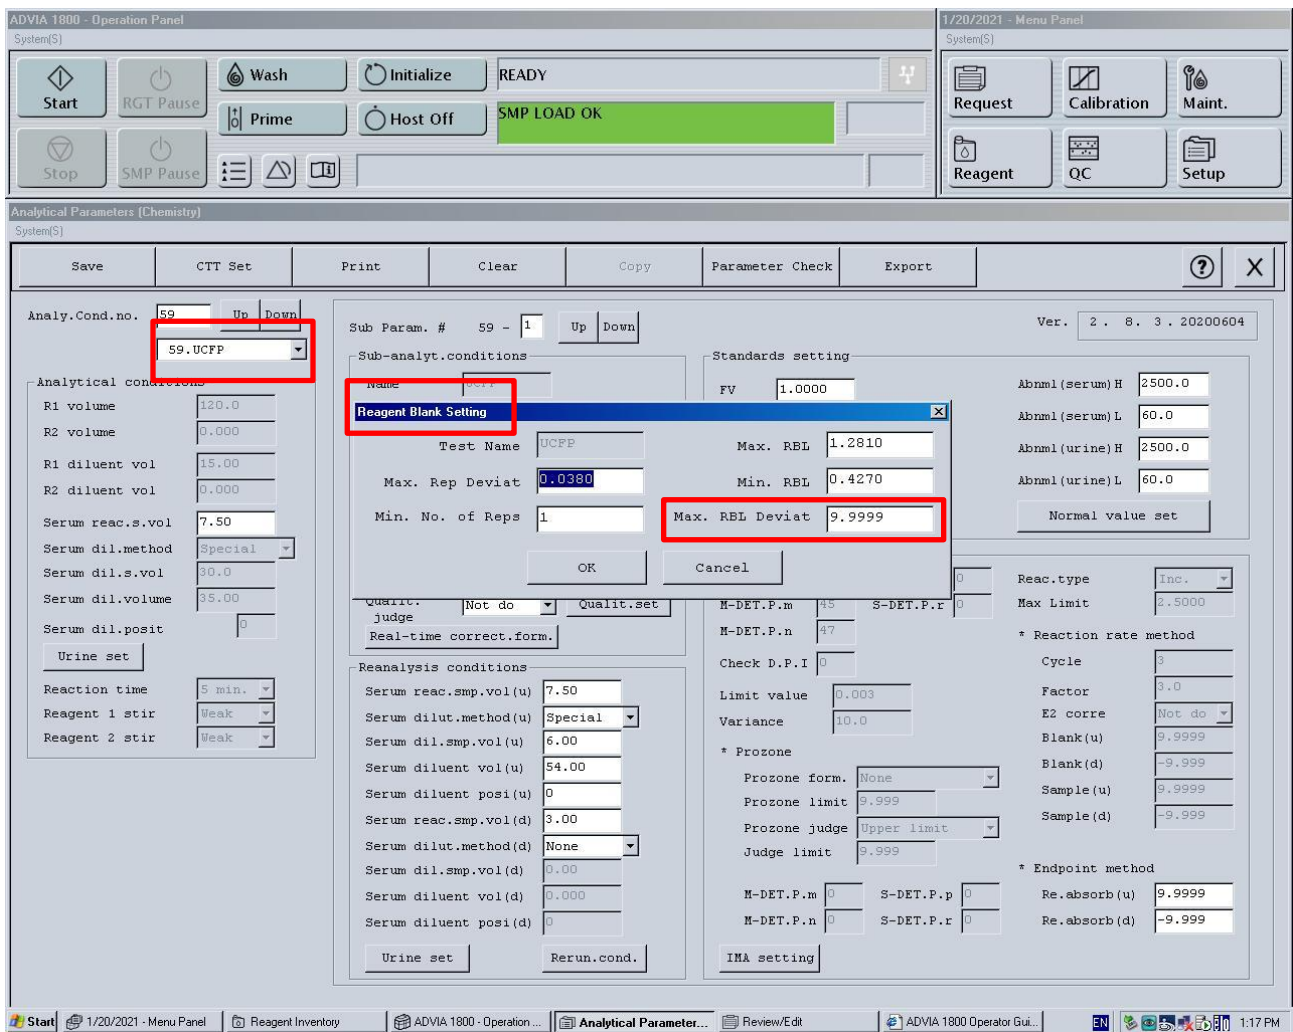 ADVIA 1800 - Operation Panel
System(S)
Start
RGT Pause
Wash
Initialize
READY
Prime
Host Off
SMP LOAD OK
Stop
SMP Pause
1/20/2021 - Menu Panel
System(S)
Request
Calibration
Maint.
Reagent
QC
Setup
Analytical Parameters (Chemistry)
System(S)
Save
CTT Set
Print
Clear
Copy
Parameter Check
Export
? X
Analy.Cond.no. 59 Up Down
59.UCFP
Analytical conditions
R1 volume 120.0
R2 volume 0.000
R1 diluent vol 15.00
R2 diluent vol 0.000
Serum reac.s.vol 7.50
Serum dil.method Special
Serum dil.s.vol 30.0
Serum dil.volume 35.00
Serum dil.posit 0
Urine set
Reaction time 5 min.
Reagent 1 stir Weak
Reagent 2 stir Weak
Sub Param. # 59 - 1 Up Down
Ver. 2 . 8 . 3 . 20200604
Sub-analyt.conditions
Name UCFP
Standards setting
FV 1.0000
Abnml(serum)H 2500.0
Abnml(serum)L 60.0
Abnml(urine)H 2500.0
Abnml(urine)L 60.0
Normal value set
Reagent Blank Setting
Test Name UCFP
Max. RBL 1.2810
Max. Rep Deviat 0.0380
Min. RBL 0.4270
Min. No. of Reps 1
Max. RBL Deviat 9.9999
OK
Cancel
Qualit.
judge
Not do
Qualit.set
Real-time correct.form.
Reanalysis conditions
Serum reac.smp.vol(u) 7.50
Serum dilut.method(u) Special
Serum dil.smp.vol(u) 6.00
Serum diluent vol(u) 54.00
Serum diluent posi(u) 0
Serum reac.smp.vol(d) 3.00
Serum dilut.method(d) None
Serum dil.smp.vol(d) 0.00
Serum diluent vol(d) 0.000
Serum diluent posi(d) 0
Urine set
Rerun.cond.
0
M-DET.P.m 45 S-DET.P.r 0
M-DET.P.n 47
Check D.P.I 0
Limit value 0.003
Variance 10.0
* Prozone
Prozone form. None
Prozone limit 9.999
Prozone judge Upper limit
Judge limit 9.999
M-DET.P.m 0 S-DET.P.p 0
M-DET.P.n 0 S-DET.P.r 0
IMA setting
Reac.type Inc.
Max Limit 2.5000
* Reaction rate method
Cycle 3
Factor 3.0
E2 corre Not do
Blank(u) 9.9999
Blank(d) -9.999
Sample(u) 9.9999
Sample(d) -9.999
* Endpoint method
Re.absorb(u) 9.9999
Re.absorb(d) -9.999
Start
1/20/2021 - Menu Panel
Reagent Inventory
ADVIA 1800 - Operation ...
Analytical Parameter...
Review/Edit
ADVIA 1800 Operator Gui...
EN
1:17 PM